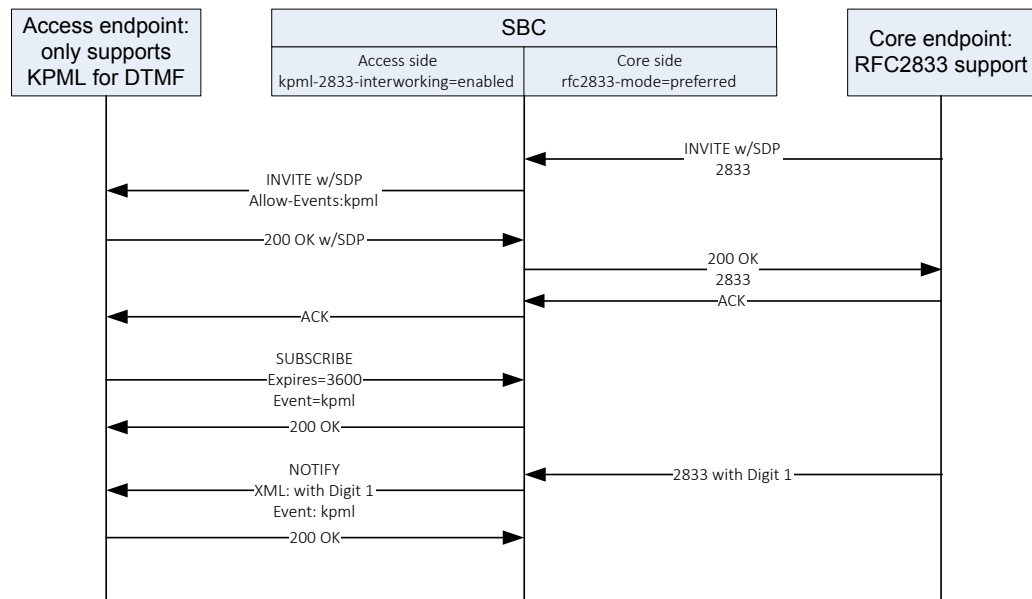 Access endpoint:
only supports
KPML for DTMF
SBC
Access side
kpml-2833-interworking=enabled
Core side
rfc2833-mode=preferred
Core endpoint:
RFC2833 support
INVITE w/SDP
2833
INVITE w/SDP
Allow-Events:kpml
200 OK w/SDP
200 OK
2833
ACK
ACK
SUBSCRIBE
Expires=3600
Event=kpml
200 OK
2833 with Digit 1
NOTIFY
XML: with Digit 1
Event: kpml
200 OK